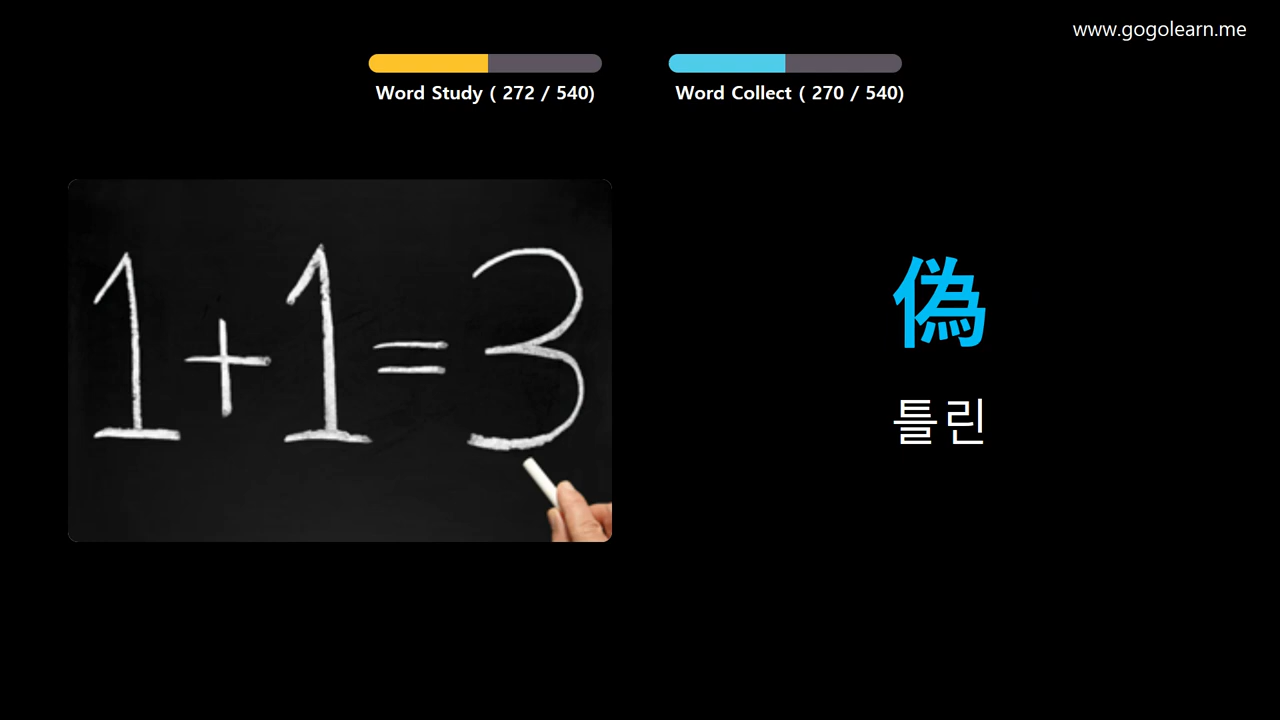 www.gogolearn.me
Word Study ( 272 / 540)
Word Collect ( 270 / 540)
1+1=3
偽
틀린